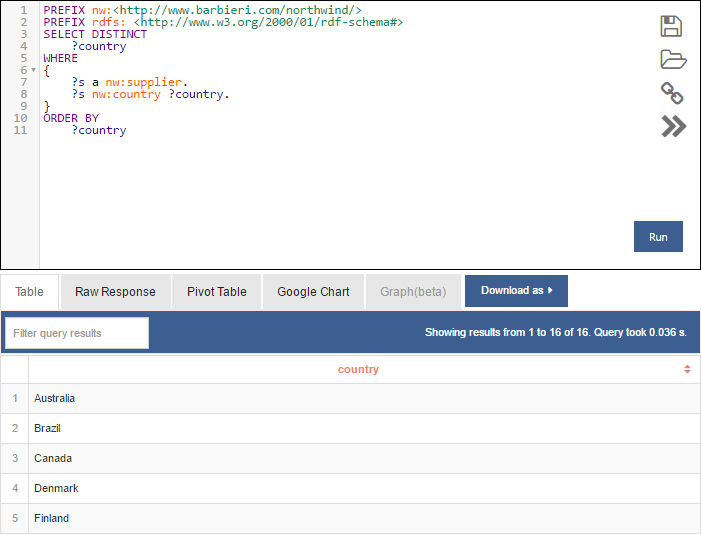 1 PREFIX nw:<http://www.barbieri.com/northwind/>
2 PREFIX rdfs: <http://www.w3.org/2000/01/rdf-schema#>
3 SELECT DISTINCT
4 ?country
5 WHERE
6 {
7 ?s a nw:supplier.
8 ?s nw:country ?country.
9 }
10 ORDER BY
11 ?country
Run
Table Raw Response Pivot Table Google Chart Graph(beta) Download as
Filter query results Showing results from 1 to 16 of 16. Query took 0.036 s.
country
1 Australia
2 Brazil
3 Canada
4 Denmark
5 Finland